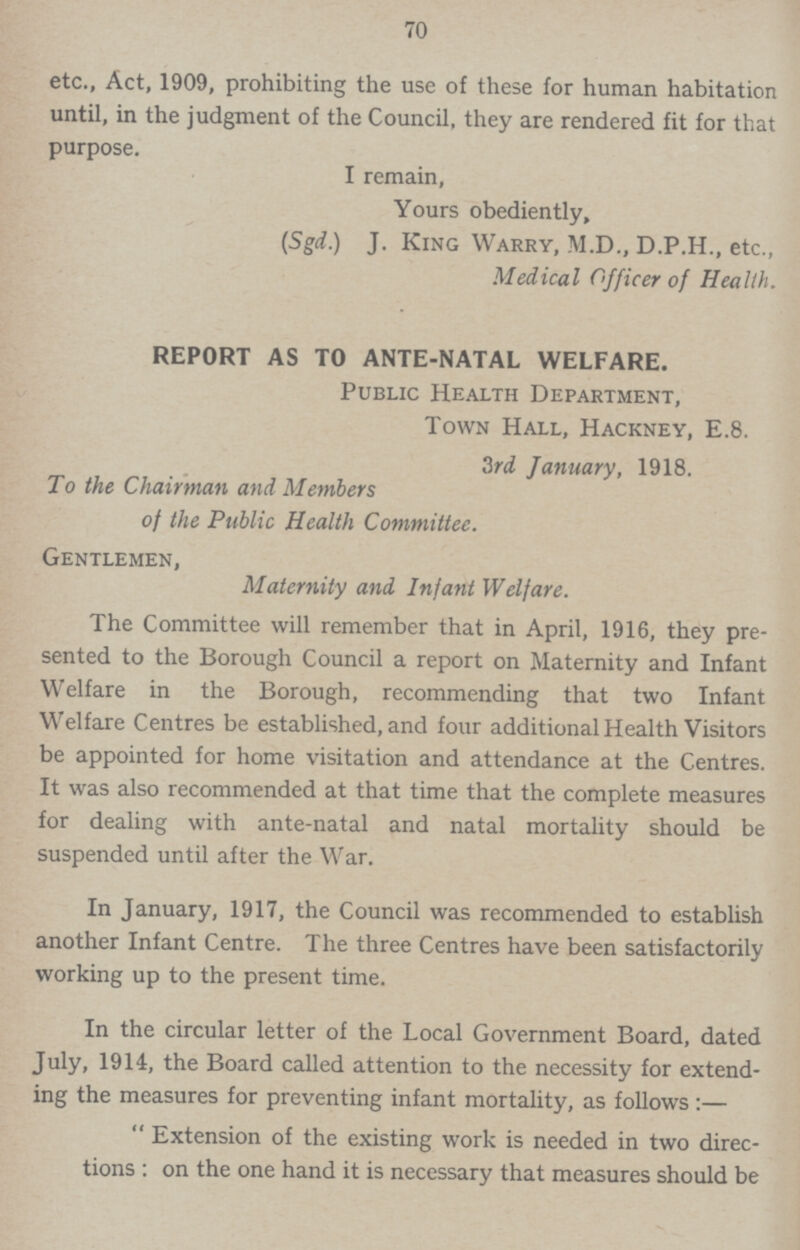 70
etc., Act, 1909, prohibiting the use of these for human habitation
until, in the judgment of the Council, they are rendered fit for that
purpose.
I remain,
Yours obediently,
(Sgd.) J. King Warry, M.D., D.P.H., etc.,
Medical Officer of Health.
REPORT AS TO ANTE-NATAL WELFARE.
Public Health Department,
Town Hall, Hackney, E.8.
3rd January, 1918.
To the Chairman and Members
of the Public Health Committee.
Gentlemen,
Maternity and Infant Welfare.
The Committee will remember that in April, 1916, they pre-
sented to the Borough Council a report on Maternity and Infant
Welfare in the Borough, recommending that two Infant
Welfare Centres be established, and four additional Health Visitors
be appointed for home visitation and attendance at the Centres.
It was also recommended at that time that the complete measures
for dealing with ante-natal and natal mortality should be
suspended until after the War.
In January, 1917, the Council was recommended to establish
another Infant Centre. The three Centres have been satisfactorily
working up to the present time.
In the circular letter of the Local Government Board, dated
July, 1914, the Board called attention to the necessity for extend-
ing the measures for preventing infant mortality, as follows :—
" Extension of the existing work is needed in two direc-
tions : on the one hand it is necessary that measures should be